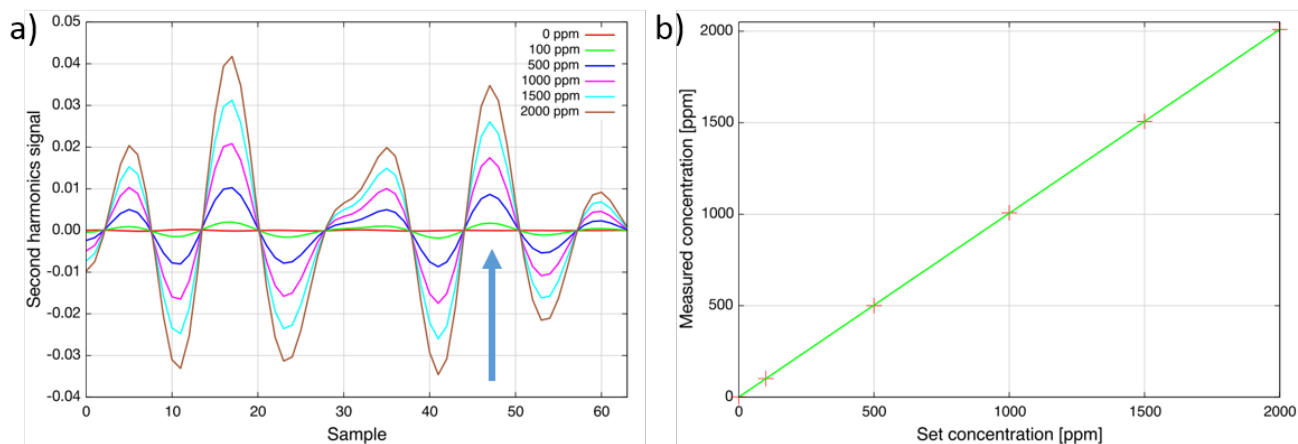 a)
0.05
0.04
0.03
0.02
0.01
0.00
-0.01
-0.02
-0.03
-0.04
Second harmonics signal
0 ppm
100 ppm
500 ppm
1000 ppm
1500 ppm
2000 ppm
0 10 20 30 40 50 60
Sample
b)
2000
1500
1000
500
0
Measured concentration [ppm]
0 500 1000 1500 2000
Set concentration [ppm]